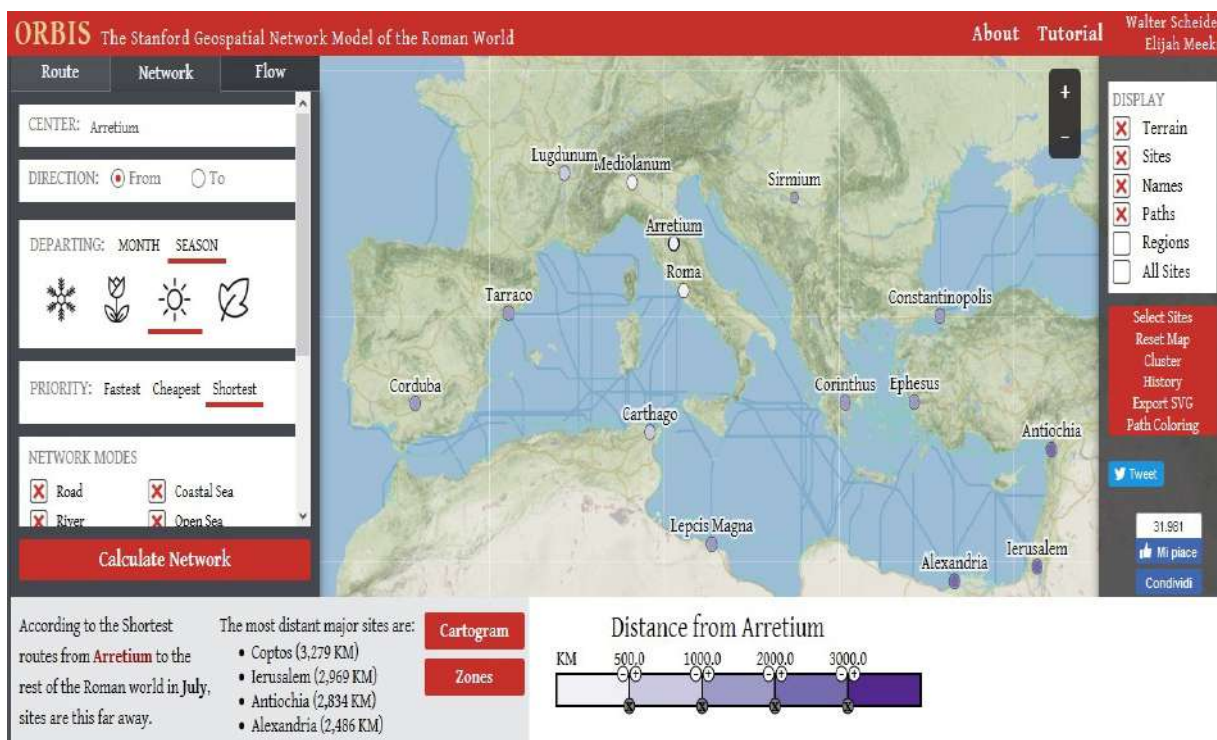 ORBIS The Stanford Geospatial Network Model of the Roman World
About Tutorial
Walter Scheide
Elijah Meek
Route Network Flow
CENTER: Arretium
DIRECTION: From To
DEPARTING: MONTH SEASON
PRIORITY: Fastest Cheapest Shortest
NETWORK MODES
Road Coastal Sea
River Open Sea
Calculate Network
Lugdunum
Mediolanum
Sirmium
Arretium
Roma
Tarraco
Constantinopolis
Corduba
Corinthus
Ephesus
Carthago
Antiochia
Lepcis Magna
Alexandria
Ierusalem
+
-
DISPLAY
Terrain
Sites
Names
Paths
Regions
All Sites
Select Sites
Reset Map
Cluster
History
Export SVG
Path Coloring
Tweet
31.981
Mi piace
Condividi
According to the Shortest
routes from Arretium to the
rest of the Roman world in July,
sites are this far away.
The most distant major sites are:
• Coptos (3,279 KM)
• Ierusalem (2,969 KM)
• Antiochia (2,834 KM)
• Alexandria (2,486 KM)
Cartogram
Zones
Distance from Arretium
KM 500.0 1000.0 2000.0 3000.0